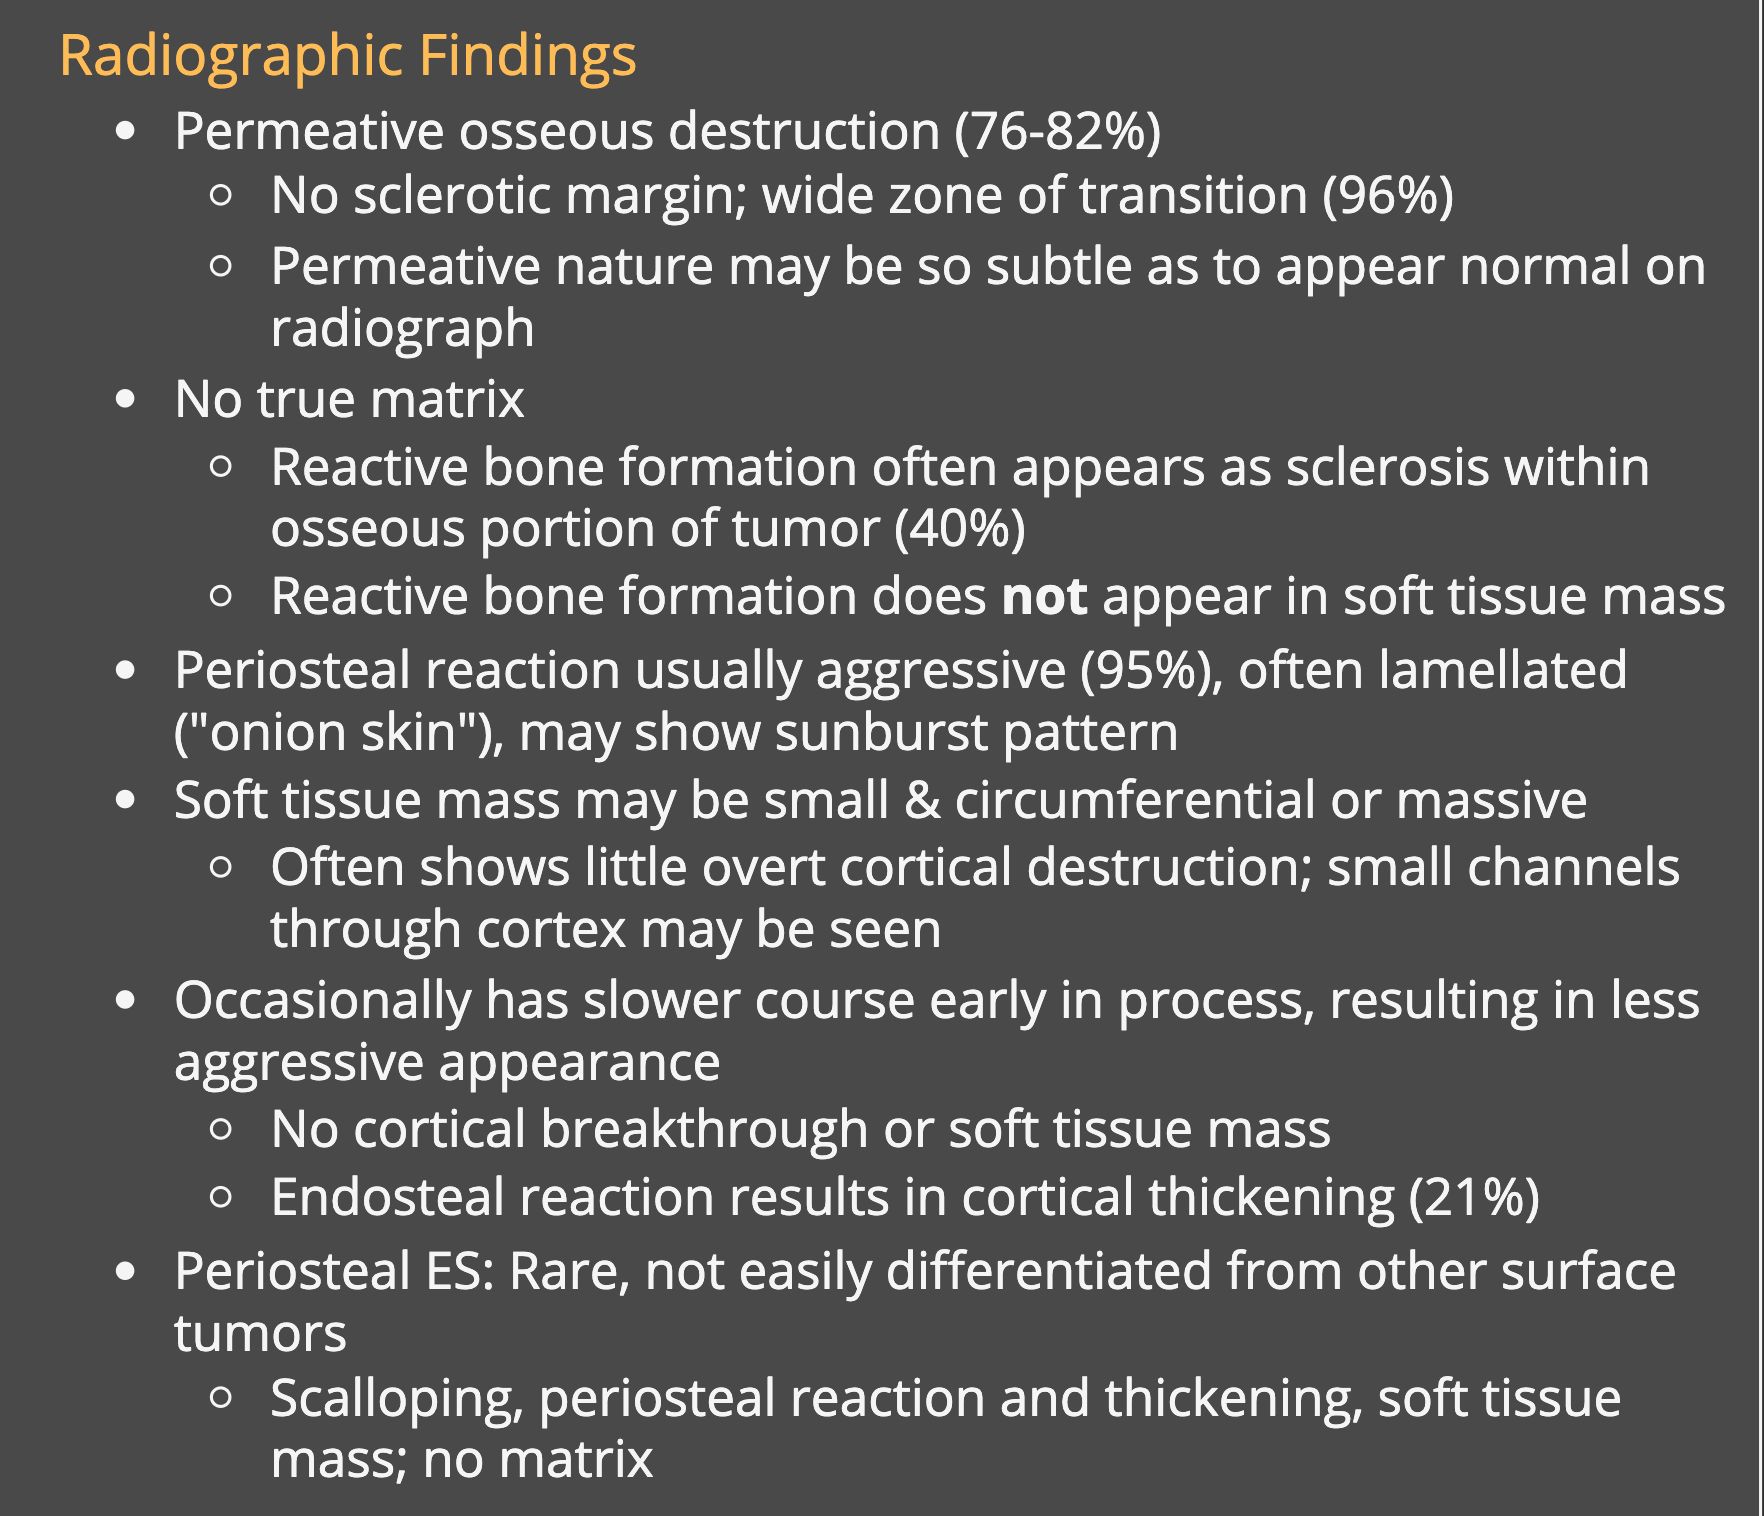 Radiographic Findings
• Permeative osseous destruction (76-82%)
○ No sclerotic margin; wide zone of transition (96%)
○ Permeative nature may be so subtle as to appear normal on
radiograph
• No true matrix
○ Reactive bone formation often appears as sclerosis within
osseous portion of tumor (40%)
○ Reactive bone formation does not appear in soft tissue mass
• Periosteal reaction usually aggressive (95%), often lamellated
("onion skin"), may show sunburst pattern
• Soft tissue mass may be small & circumferential or massive
○ Often shows little overt cortical destruction; small channels
through cortex may be seen
• Occasionally has slower course early in process, resulting in less
aggressive appearance
○ No cortical breakthrough or soft tissue mass
○ Endosteal reaction results in cortical thickening (21%)
• Periosteal ES: Rare, not easily differentiated from other surface
tumors
○ Scalloping, periosteal reaction and thickening, soft tissue
mass; no matrix